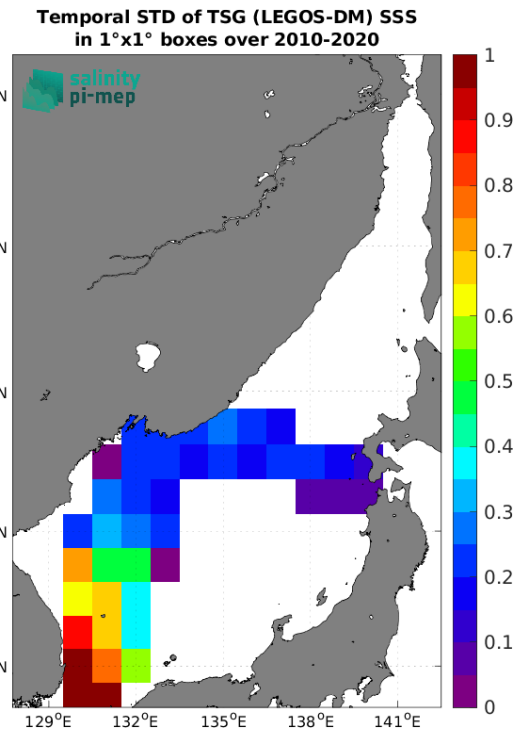 Temporal STD of TSG (LEGOS-DM) SSS
in 1°x1° boxes over 2010-2020
salinity
pi-mep
N
N
N
N
N
1
0.9
0.8
0.7
0.6
0.5
0.4
0.3
0.2
0.1
0
129°E 132°E 135°E 138°E 141°E